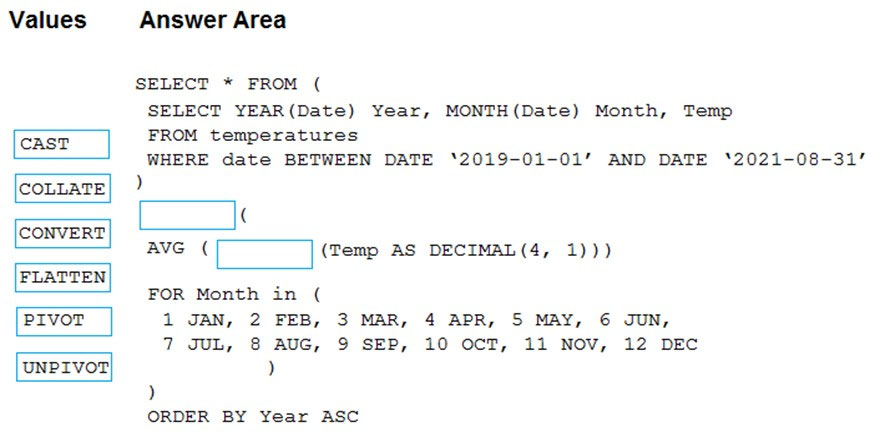 Values
Answer Area
CAST
COLLATE
CONVERT
FLATTEN
PIVOT
UNPIVOT
SELECT * FROM (
SELECT YEAR(Date) Year, MONTH(Date) Month, Temp
FROM temperatures
WHERE date BETWEEN DATE ‘2019-01-01’ AND DATE ‘2021-08-31’
)
(
AVG ( (Temp AS DECIMAL(4, 1)))
FOR Month in (
1 JAN, 2 FEB, 3 MAR, 4 APR, 5 MAY, 6 JUN,
7 JUL, 8 AUG, 9 SEP, 10 OCT, 11 NOV, 12 DEC
)
)
ORDER BY Year ASC